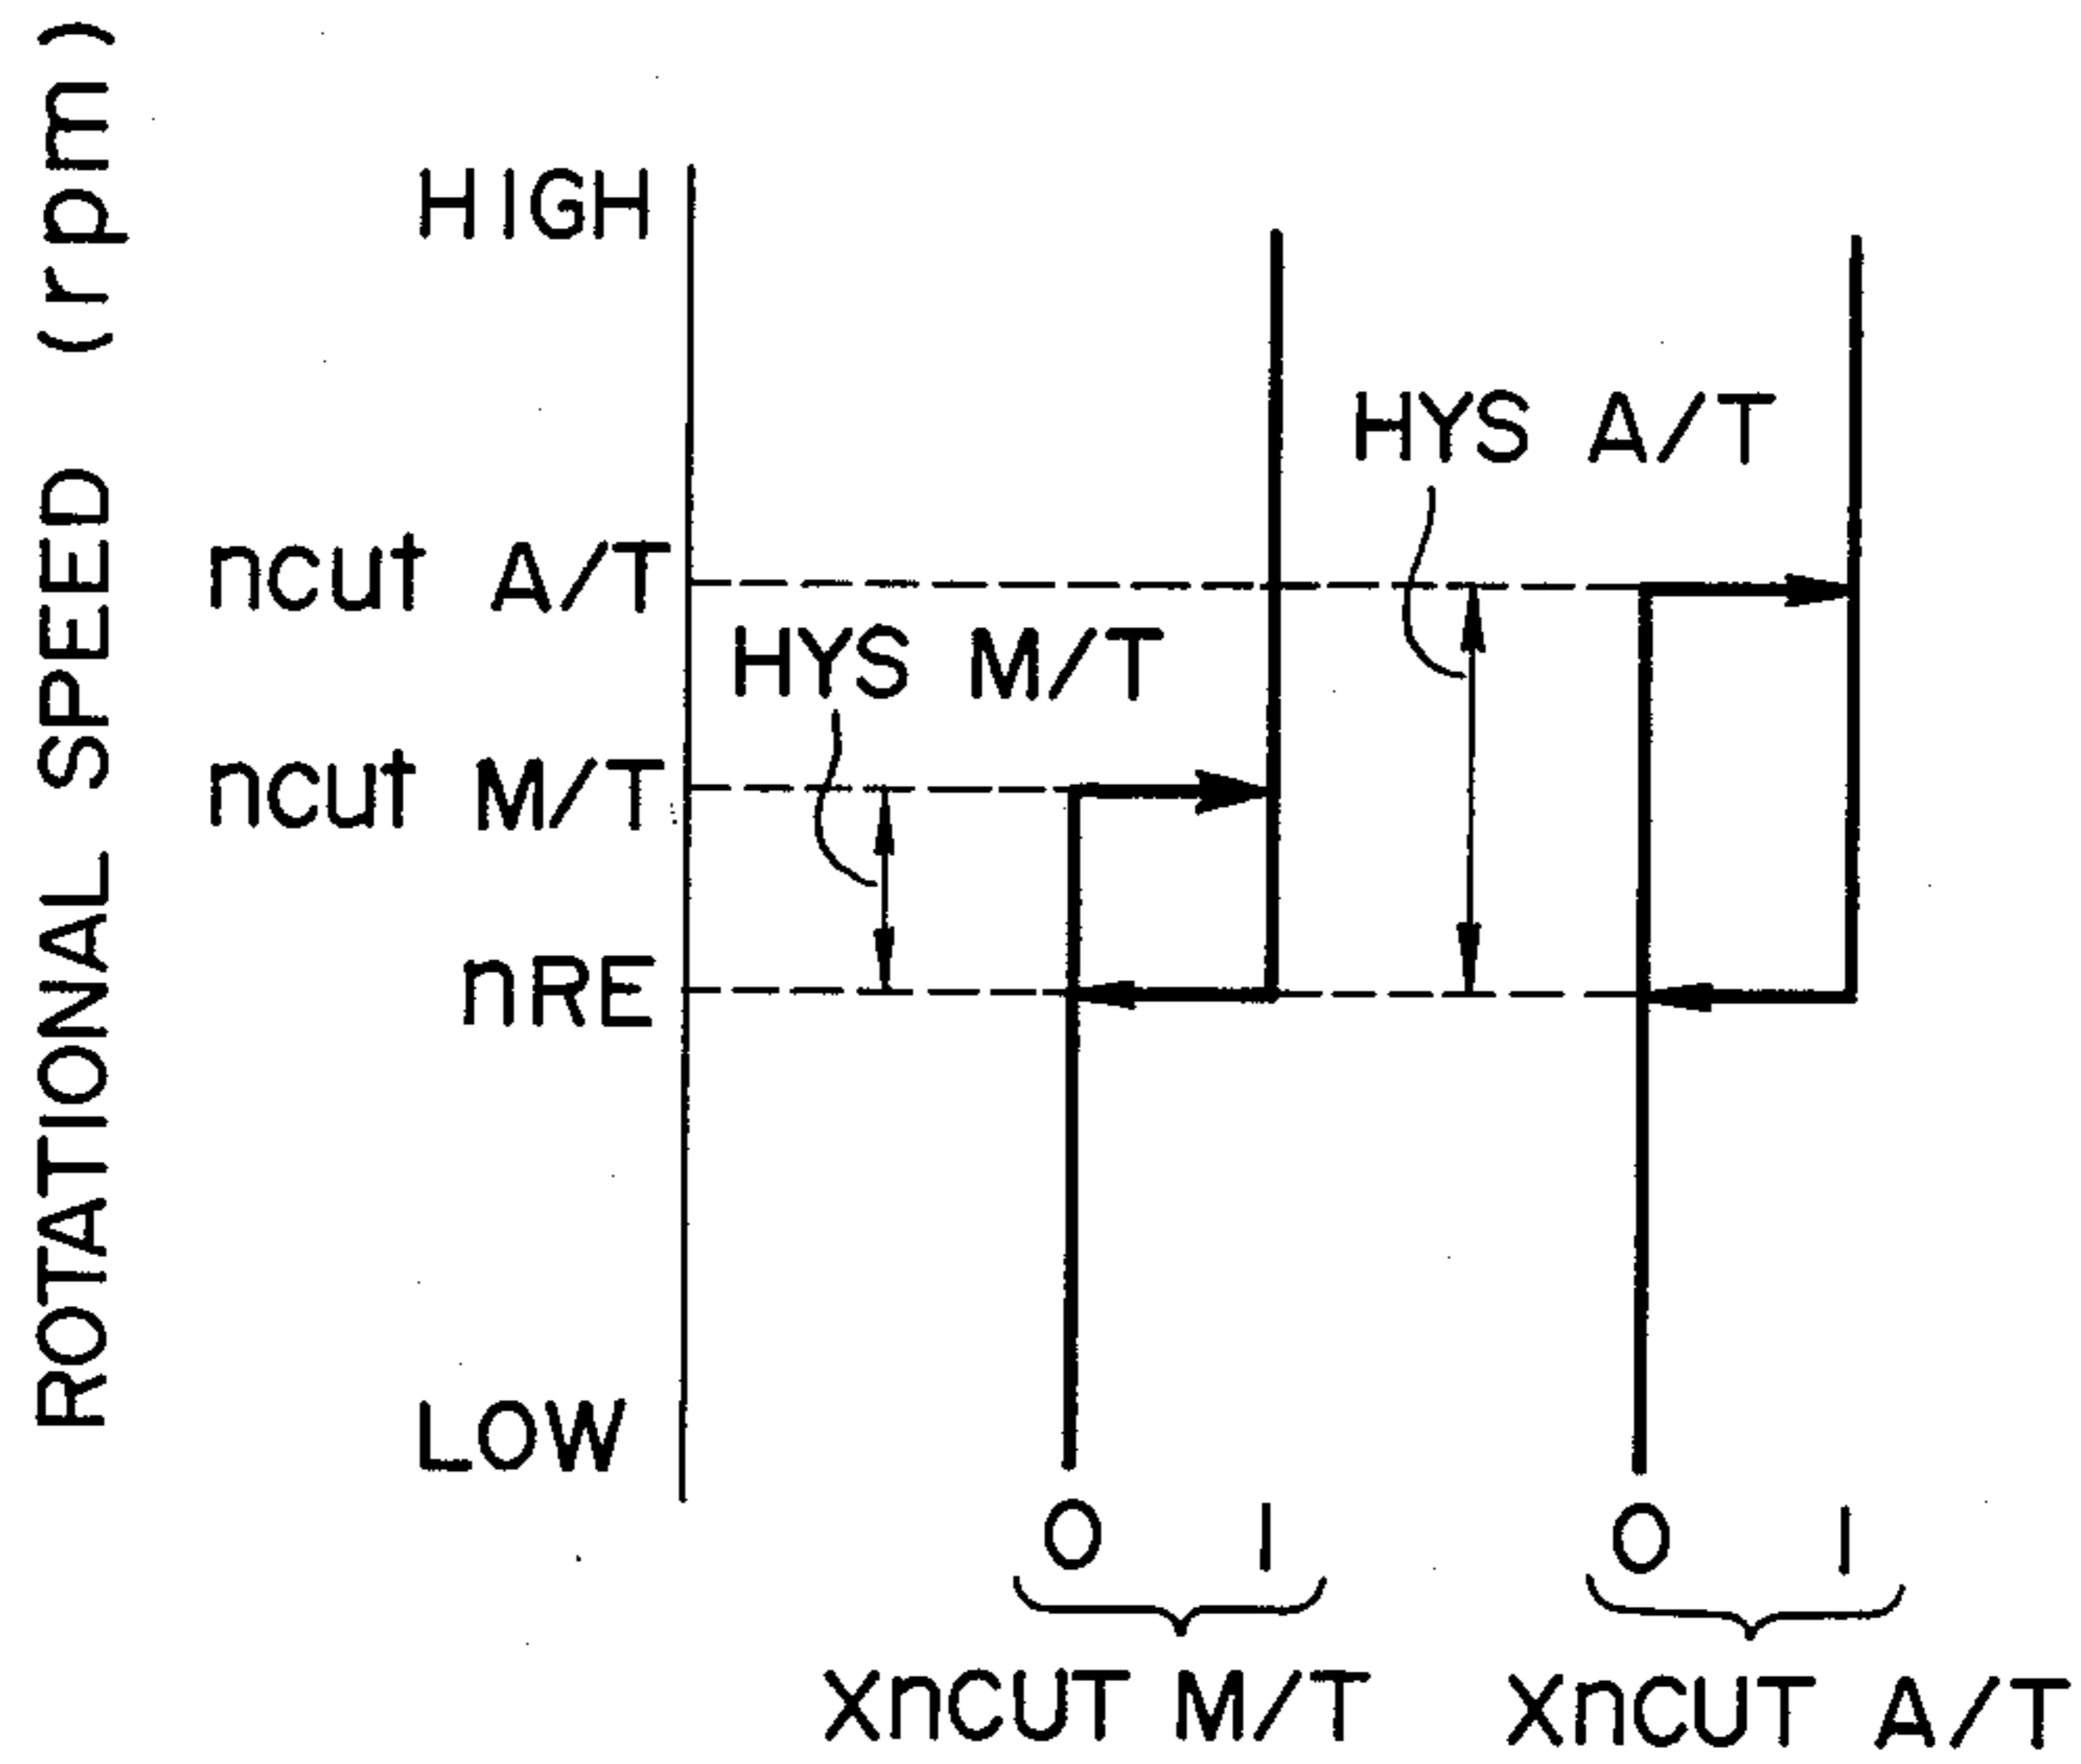 ROTATIONAL SPEED (rpm)
HIGH
HYS A/T
ncut A/T
HYS M/T
ncut M/T
nRE
LOW
0 1 0 1
XnCUT M/T XnCUT A/T